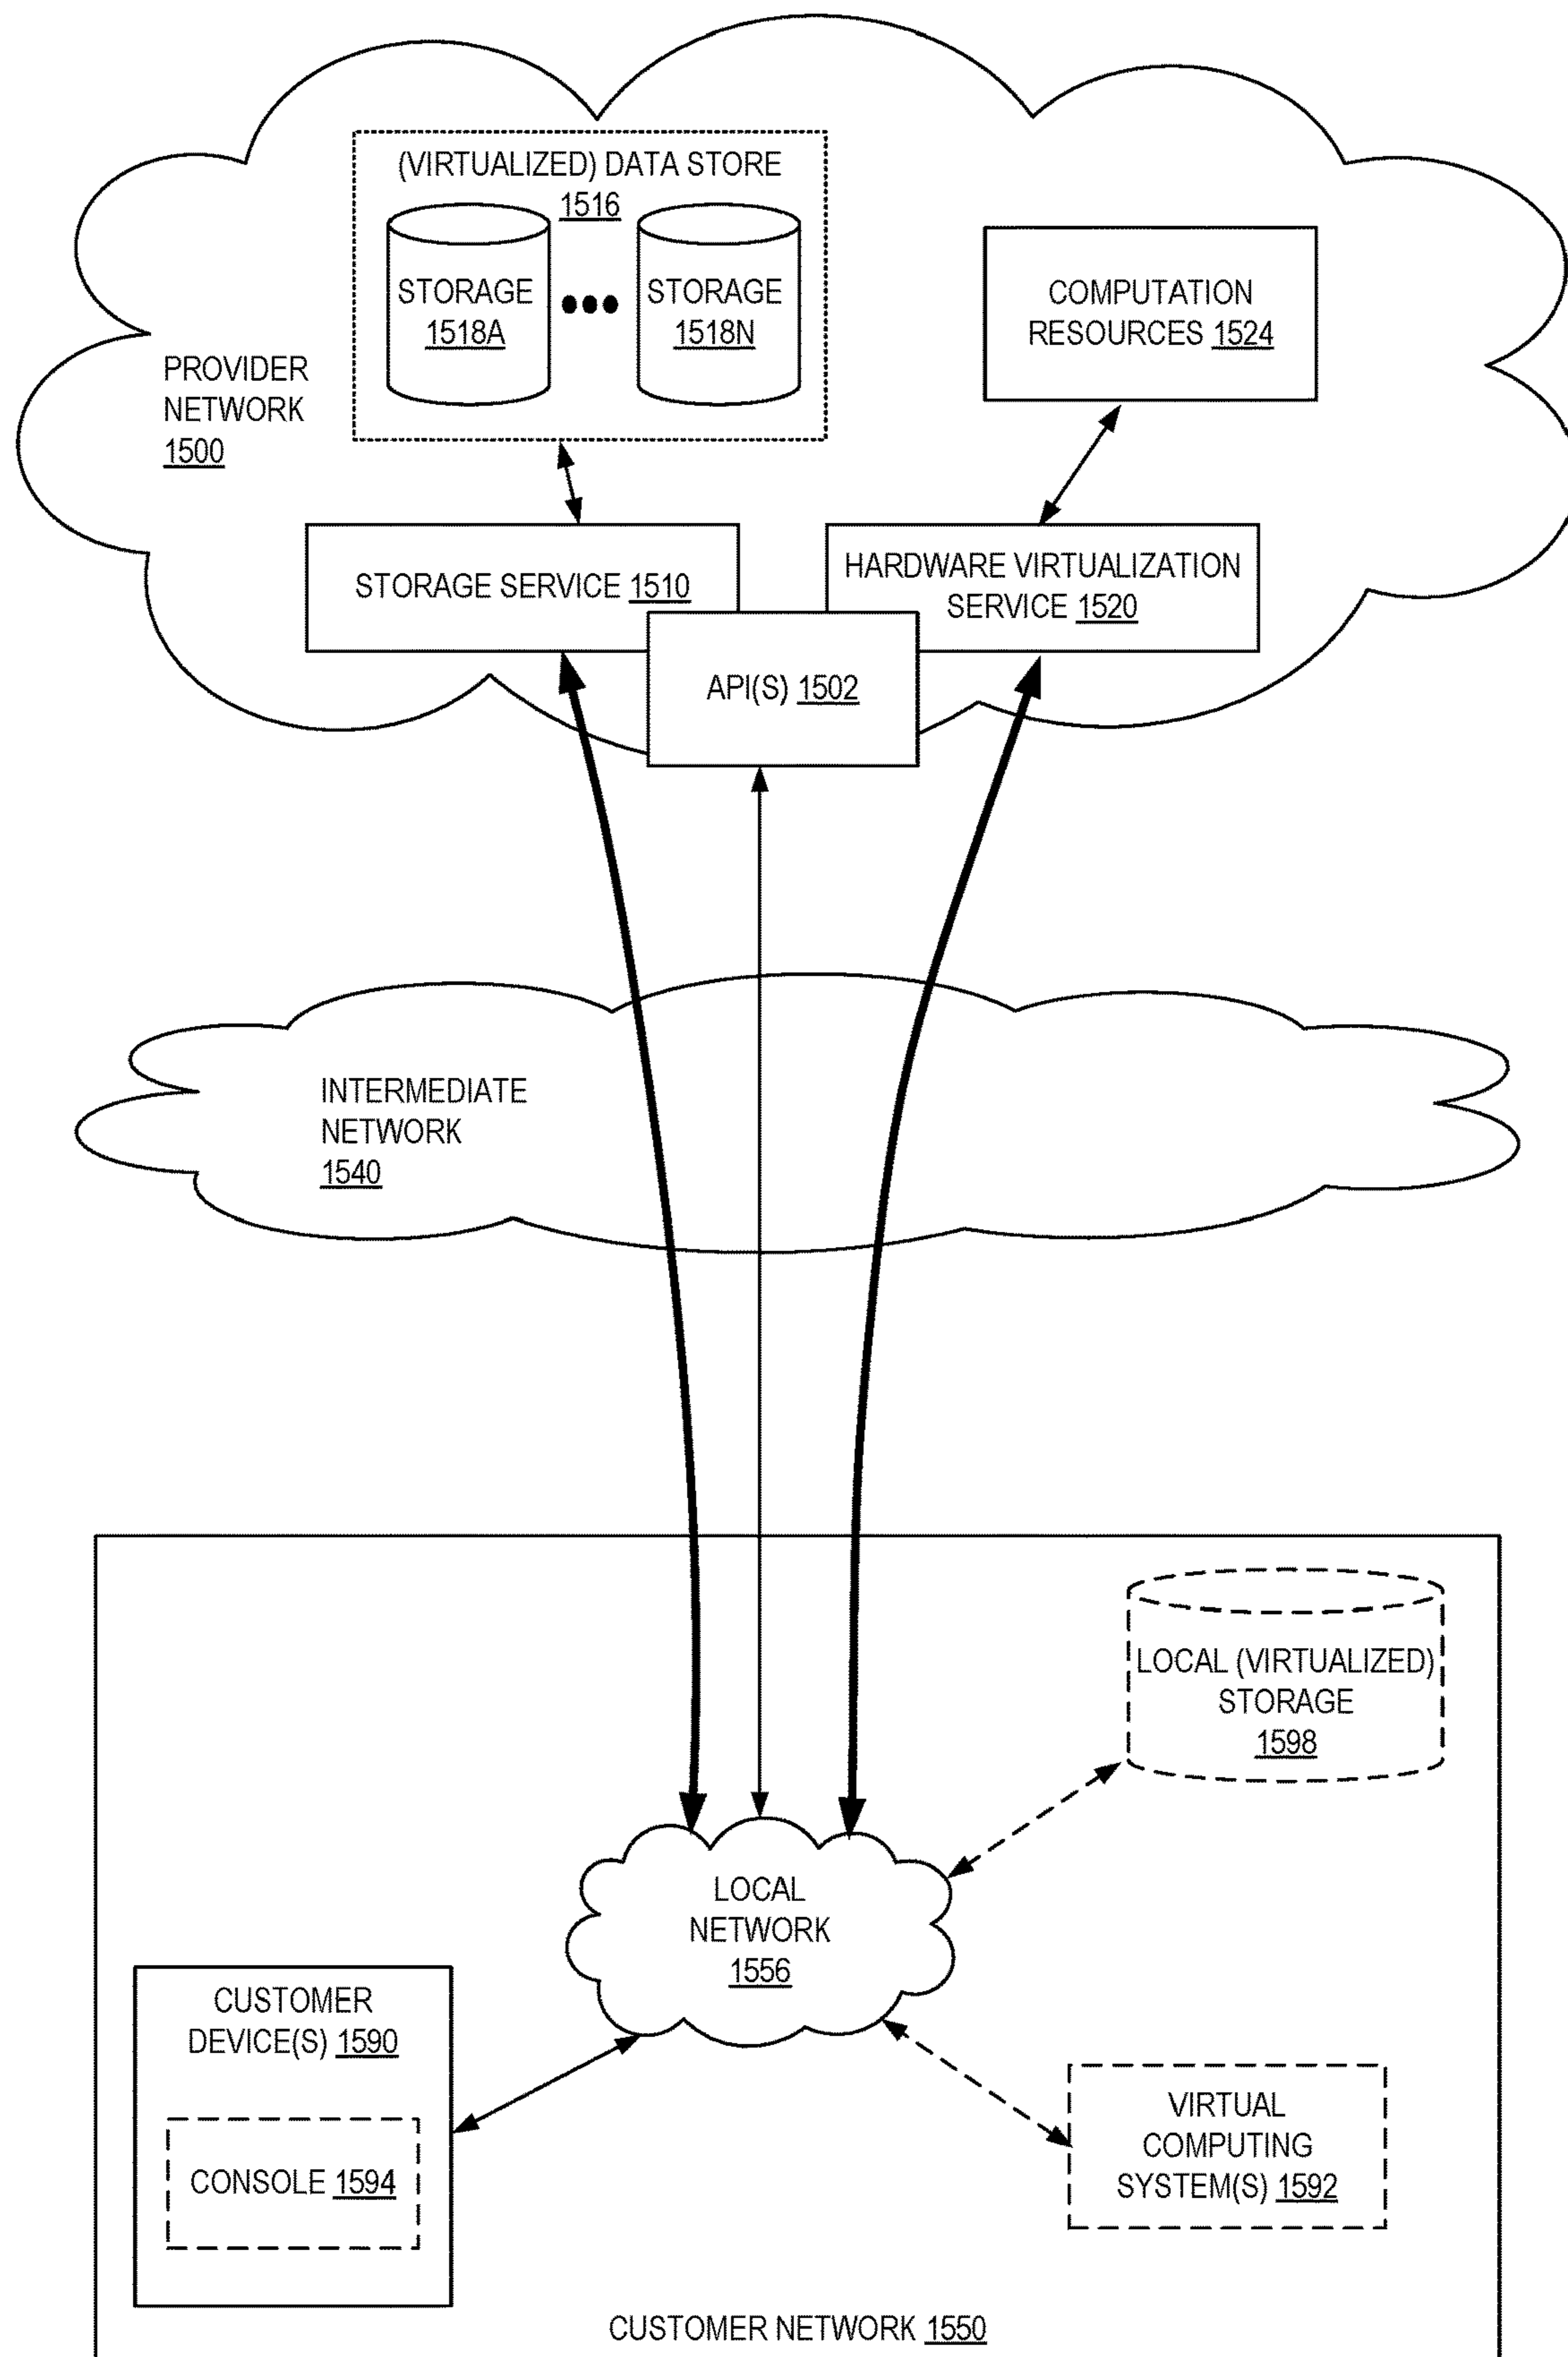 (VIRTUALIZED) DATA STORE
1516
STORAGE
1518A
STORAGE
1518N
COMPUTATION
RESOURCES 1524
PROVIDER
NETWORK
1500
STORAGE SERVICE 1510
HARDWARE VIRTUALIZATION
SERVICE 1520
API(S) 1502
INTERMEDIATE
NETWORK
1540
LOCAL (VIRTUALIZED)
STORAGE
1598
LOCAL
NETWORK
1556
CUSTOMER
DEVICE(S) 1590
CONSOLE 1594
VIRTUAL
COMPUTING
SYSTEM(S) 1592
CUSTOMER NETWORK 1550